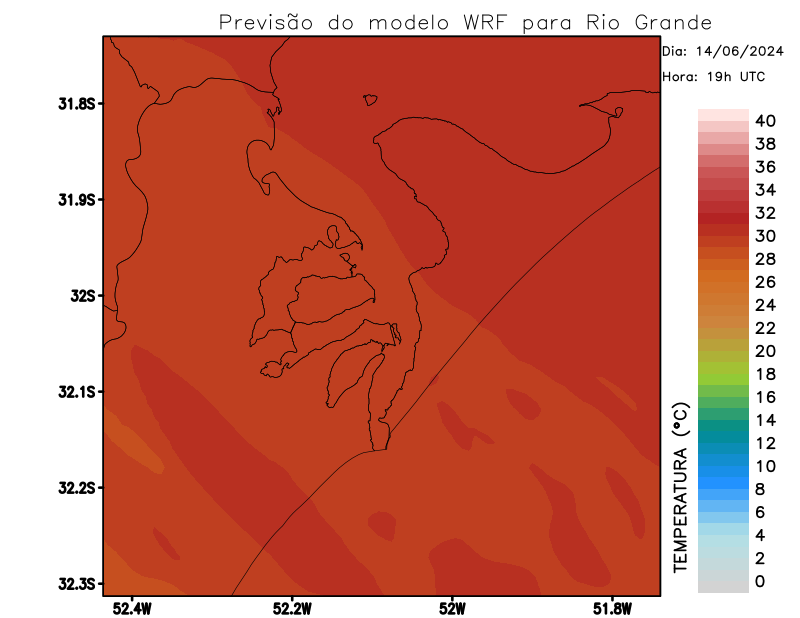 Previsão do modelo WRF para Rio Grande
Dia: 14/06/2024
Hora: 19h UTC
31.8S
31.9S
32S
32.1S
32.2S
32.3S
52.4W
52.2W
52W
51.8W
TEMPERATURA (°C)
40
38
36
34
32
30
28
26
24
22
20
18
16
14
12
10
8
6
4
2
0